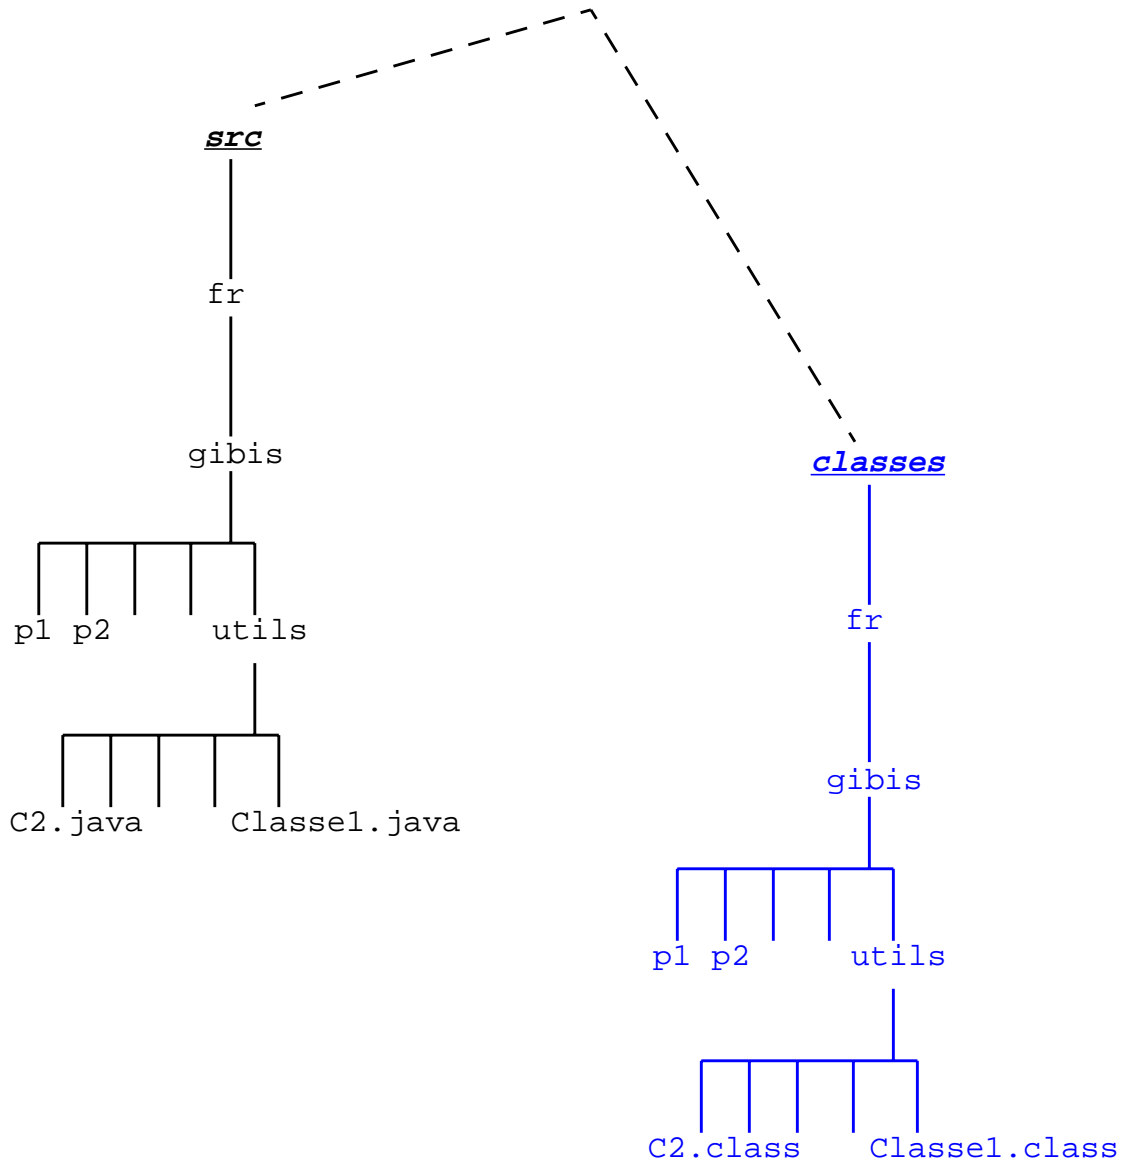 src
fr
gibis
p1 p2 utils
C2.java Classe1.java
classes
fr
gibis
p1 p2 utils
C2.class Classe1.class